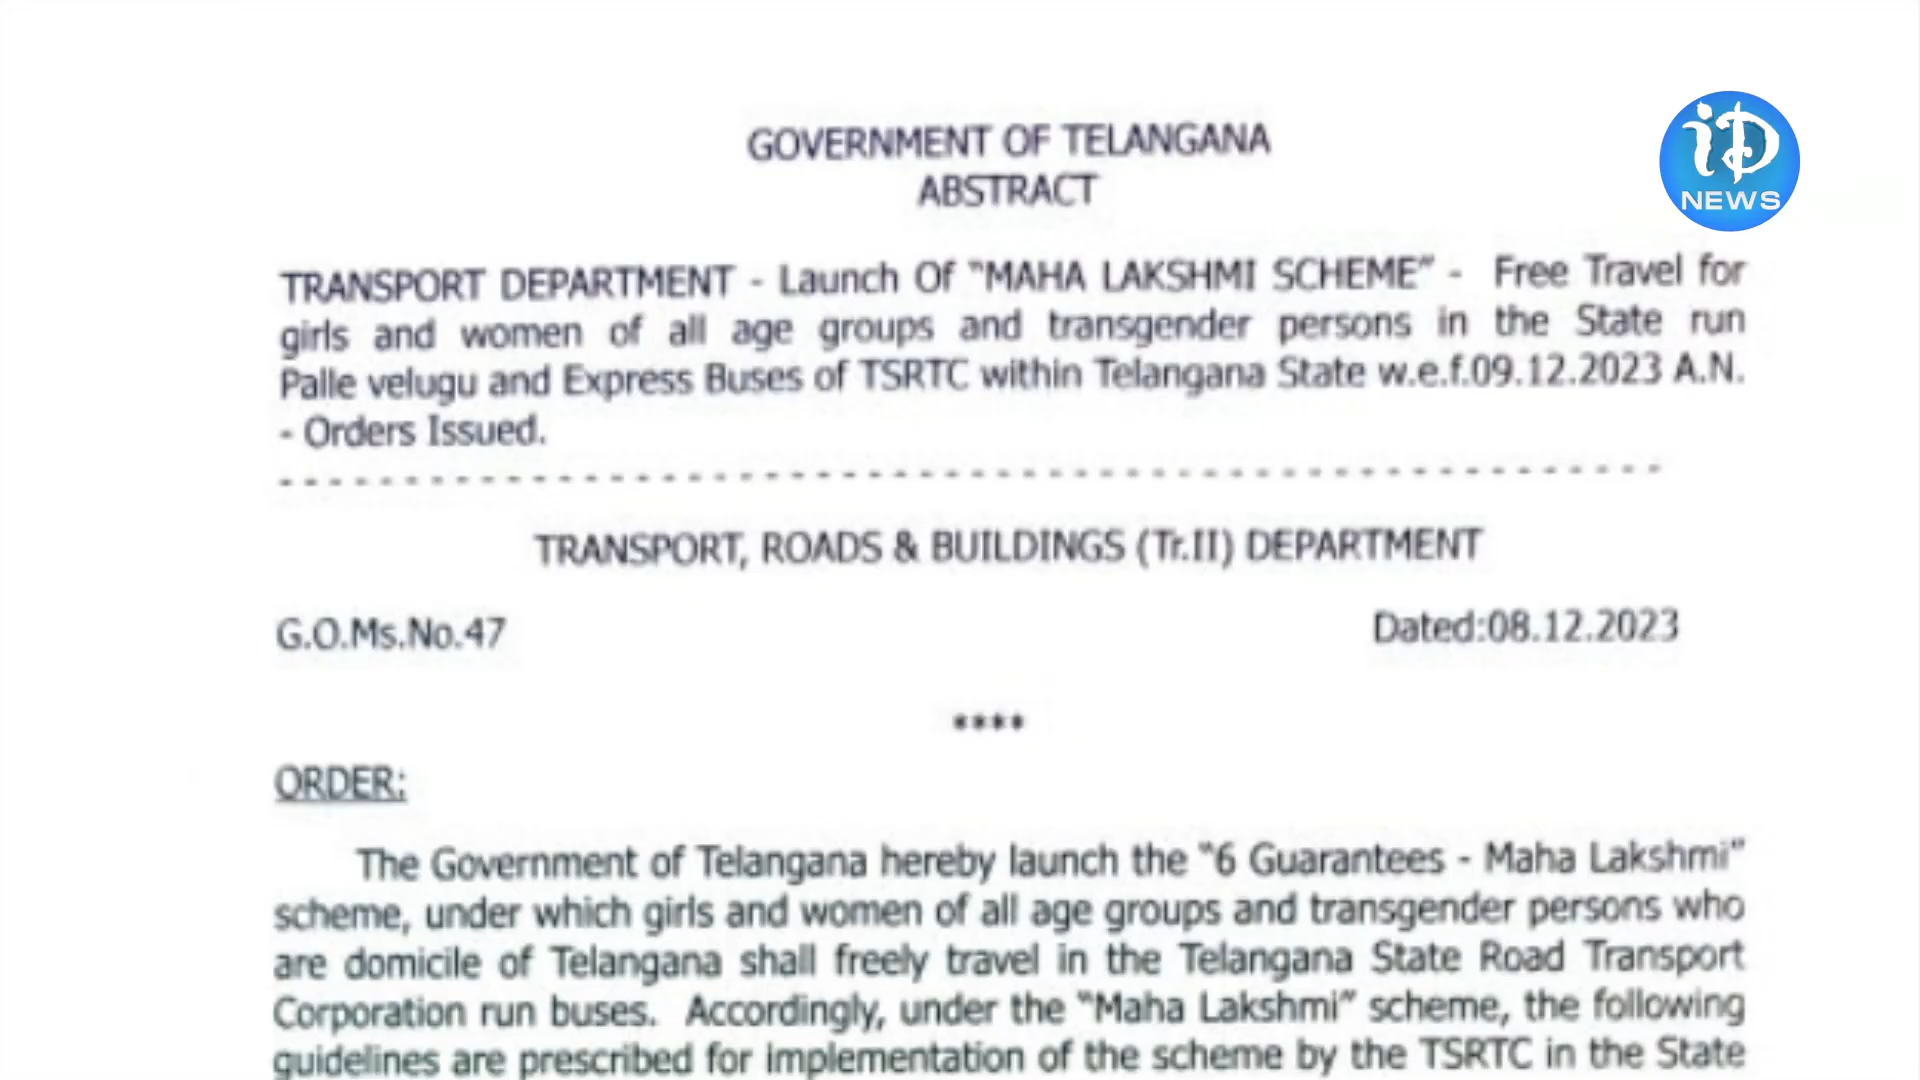 GOVERNMENT OF TELANGANA
ABSTRACT
iD
NEWS
TRANSPORT DEPARTMENT - Launch Of "MAHA LAKSHMI SCHEME" - Free Travel for
girls and women of all age groups and transgender persons in the State run
Palle velugu and Express Buses of TSRTC within Telangana State w.e.f.09.12.2023 A.N.
- Orders Issued.
TRANSPORT, ROADS & BUILDINGS (Tr.II) DEPARTMENT
G.O.Ms.No.47 Dated:08.12.2023
****
ORDER:
The Government of Telangana hereby launch the "6 Guarantees - Maha Lakshmi"
scheme, under which girls and women of all age groups and transgender persons who
are domicile of Telangana shall freely travel in the Telangana State Road Transport
Corporation run buses. Accordingly, under the "Maha Lakshmi" scheme, the following
guidelines are prescribed for implementation of the scheme by the TSRTC in the State